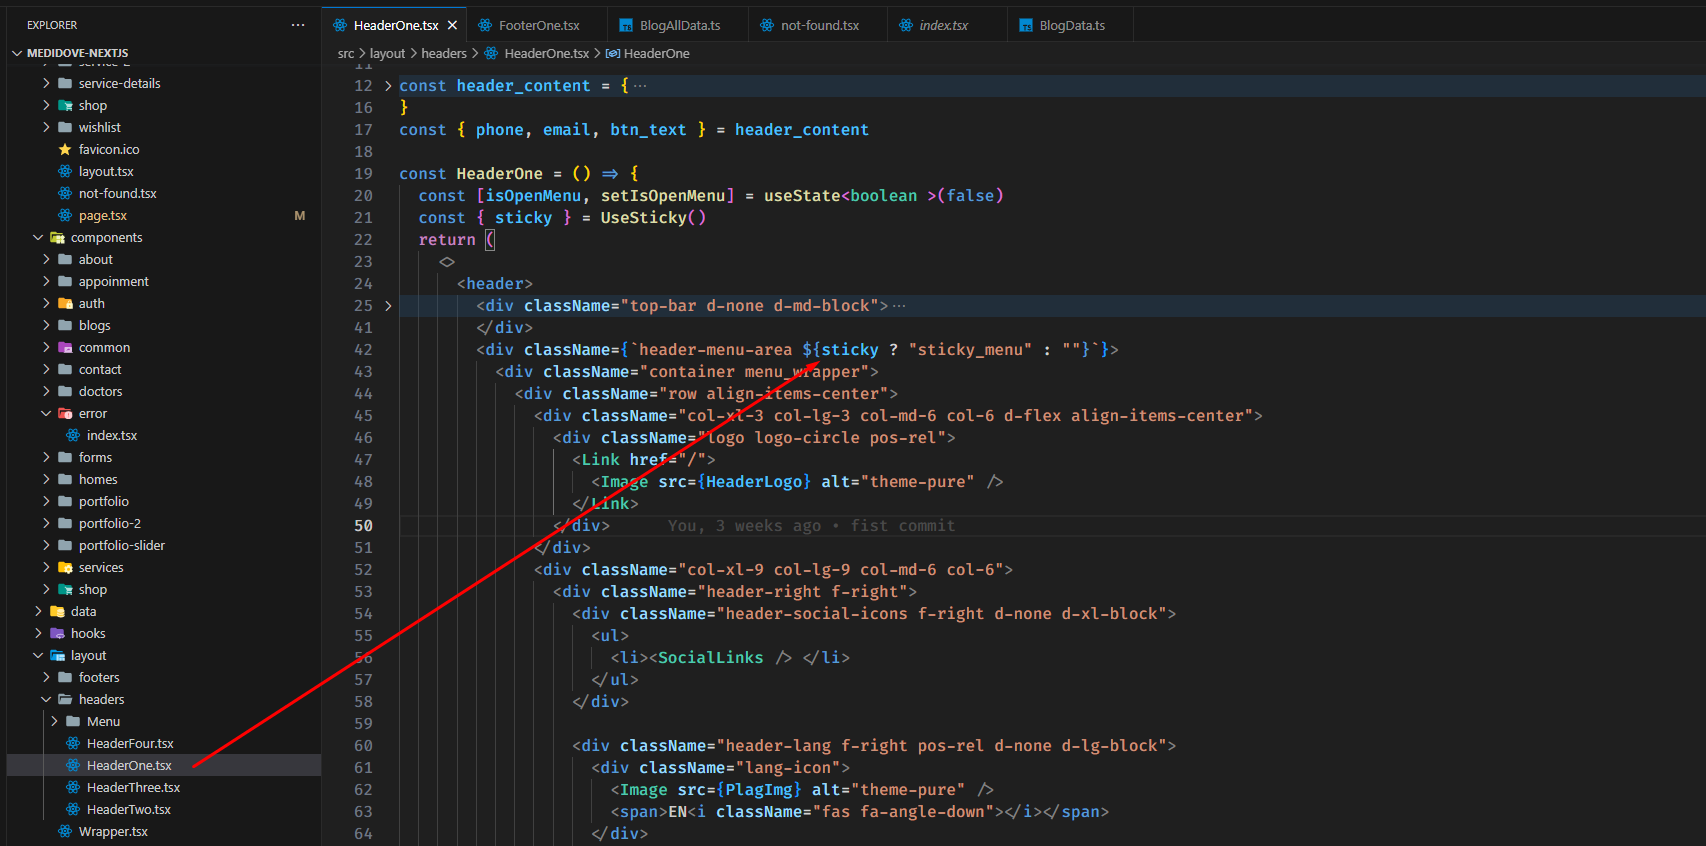 EXPLORER
MEDIDOVE-NEXTJS
service-2
service-details
shop
wishlist
favicon.ico
layout.tsx
not-found.tsx
page.tsx M
components
about
appoinment
auth
blogs
common
contact
doctors
error
index.tsx
forms
homes
portfolio
portfolio-2
portfolio-slider
services
shop
data
hooks
layout
footers
headers
Menu
HeaderFour.tsx
HeaderOne.tsx
HeaderThree.tsx
HeaderTwo.tsx
Wrapper.tsx
HeaderOne.tsx FooterOne.tsx BlogAllData.ts not-found.tsx index.tsx BlogData.ts
src > layout > headers > HeaderOne.tsx > HeaderOne
11
12 const header_content = {···
16 }
17 const { phone, email, btn_text } = header_content
18
19 const HeaderOne = () => {
20 const [isOpenMenu, setIsOpenMenu] = useState<boolean >(false)
21 const { sticky } = UseSticky()
22 return (
23 <>
24 <header>
25 <div className="top-bar d-none d-md-block">···
41 </div>
42 <div className={`header-menu-area ${sticky ? "sticky_menu" : ""}`}>
43 <div className="container menu_wrapper">
44 <div className="row align-items-center">
45 <div className="col-xl-3 col-lg-3 col-md-6 col-6 d-flex align-items-center">
46 <div className="logo logo-circle pos-rel">
47 <Link href="/">
48 <Image src={HeaderLogo} alt="theme-pure" />
49 </Link>
50 </div> You, 3 weeks ago • fist commit
51 </div>
52 <div className="col-xl-9 col-lg-9 col-md-6 col-6">
53 <div className="header-right f-right">
54 <div className="header-social-icons f-right d-none d-xl-block">
55 <ul>
56 <li><SocialLinks /> </li>
57 </ul>
58 </div>
59
60 <div className="header-lang f-right pos-rel d-none d-lg-block">
61 <div className="lang-icon">
62 <Image src={PlagImg} alt="theme-pure" />
63 <span>EN<i className="fas fa-angle-down"></i></span>
64 </div>